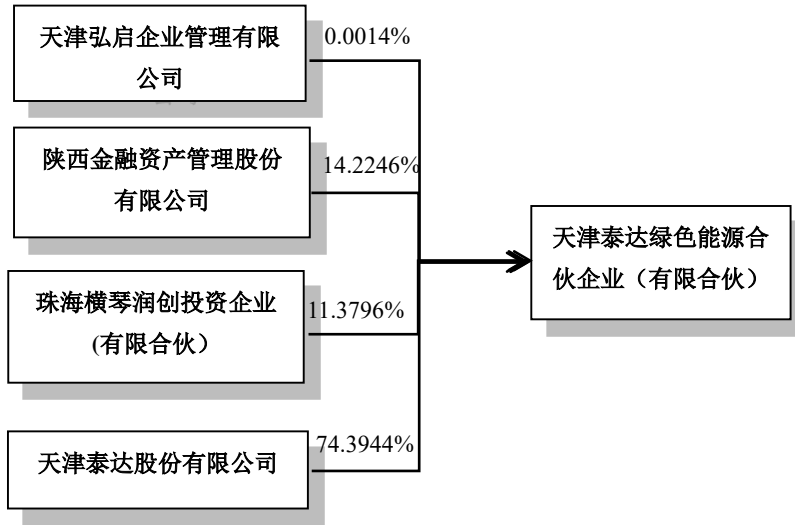 天津弘启企业管理有限
公司
0.0014%
陕西金融资产管理股份
有限公司
14.2246%
珠海横琴润创投资企业
(有限合伙）
11.3796%
天津泰达股份有限公司
74.3944%
天津泰达绿色能源合
伙企业（有限合伙）